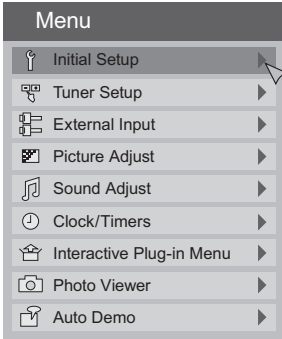 Menu
Initial Setup
Tuner Setup
External Input
Picture Adjust
Sound Adjust
Clock/Timers
Interactive Plug-in Menu
Photo Viewer
Auto Demo